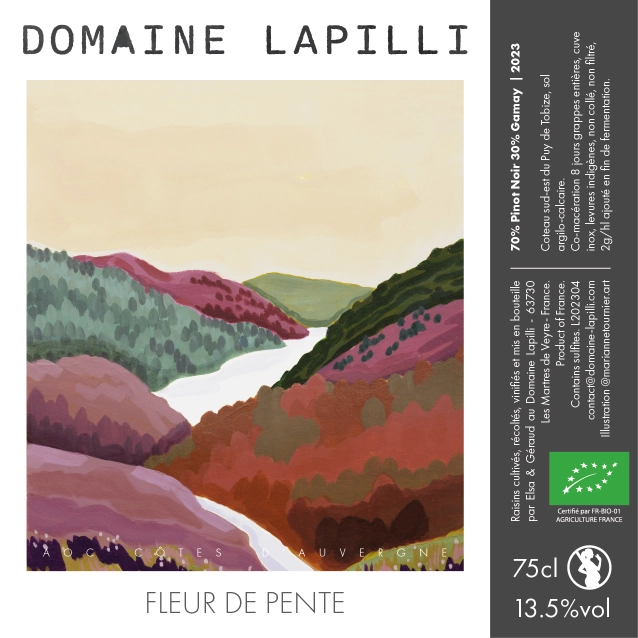 DOMAINE LAPILLI
AOC CÔTES D'AUVERGNE
FLEUR DE PENTE
70% Pinot Noir 30% Gamay | 2023
Coteau sud-est du Puy de Tobize, sol
argilo-calcaire.
Co-macération 8 jours grappes entières, cuve
inox, levures indigènes, non collé, non filtré,
2g/hl ajouté en fin de fermentation.
Raisins cultivés, récoltés, vinifiés et mis en bouteille
par Elsa & Géraud au Domaine Lapilli - 63730
Les Martres de Veyre - France.
Product of France.
Contains sulfites. L202304
contact@domaine-lapilli.com
Illustration @mariannetournier.art
Certifié par FR-BIO-01
AGRICULTURE FRANCE
75cl
13.5%vol